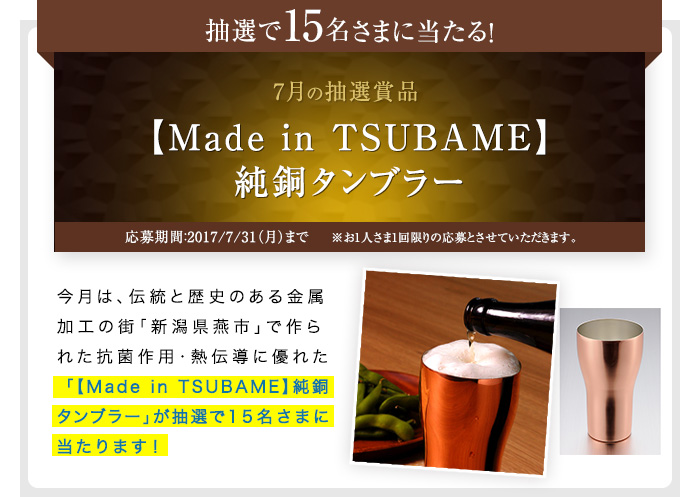 抽選で15名さまに当たる!
7月の抽選賞品
【Made in TSUBAME】
純銅タンブラー
応募期間:2017/7/31(月)まで ※お1人さま1回限りの応募とさせていただきます。
今月は、伝統と歴史のある金属
加工の街「新潟県燕市」で作ら
れた抗菌作用・熱伝導に優れた
「【Made in TSUBAME】純銅
タンブラー」が抽選で15名さまに
当たります！